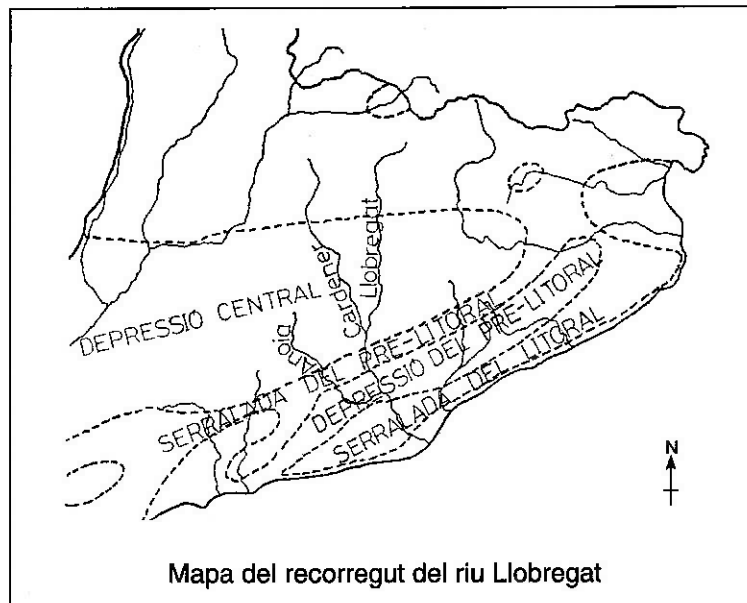 Llobregat
Cardener
Anoia
DEPRESSIO CENTRAL
SERRALADA DEL PRE-LITORAL
DEPRESSIO DEL PRE-LITORAL
SERRALADA DEL LITORAL
N
Mapa del recorregut del riu Llobregat